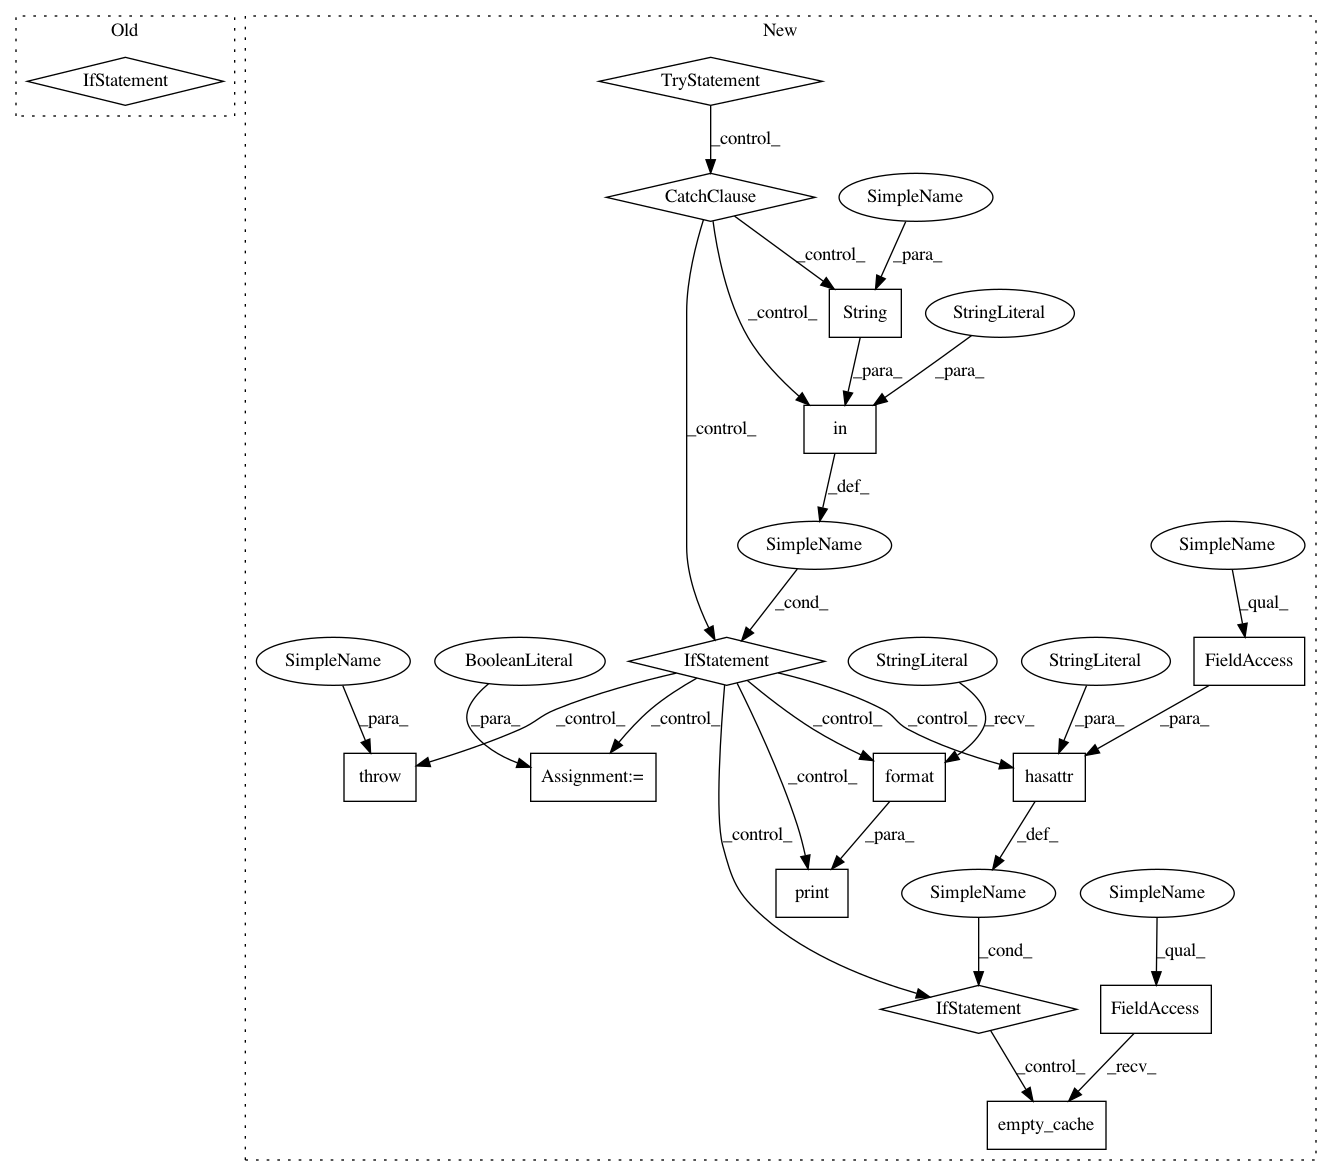 Old
New
IfStatement
TryStatement
_control_
CatchClause
SimpleName
_control_
_para_
String
StringLiteral
_control_
_para_
_para_
_control_
in
_def_
SimpleName
SimpleName
_cond_
_qual_
SimpleName
BooleanLiteral
IfStatement
StringLiteral
StringLiteral
FieldAccess
_para_
_para_
_control_
_control_
_control_
_control_
_recv_
_para_
_para_
throw
Assignment:=
format
hasattr
_control_
_control_
_para_
_def_
print
SimpleName
SimpleName
_cond_
_qual_
IfStatement
FieldAccess
_control_
_recv_
empty_cache